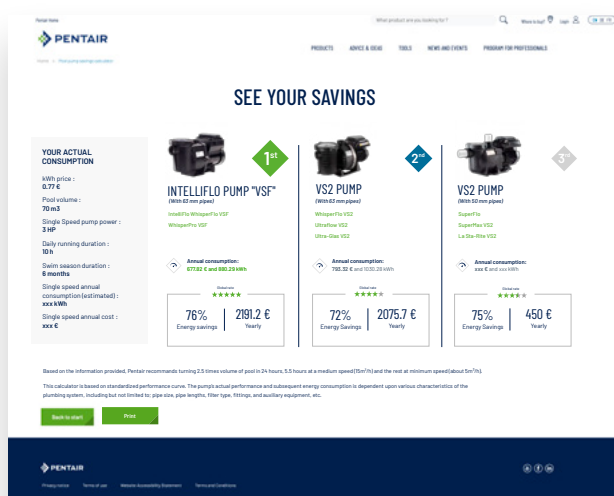 Pentair Home
What product are you looking for ?
Where to buy?
Login
PENTAIR
PRODUCTS
ADVICE & IDEAS
TOOLS
NEWS AND EVENTS
PROGRAM FOR PROFESSIONALS
Home > Pool pump savings calculator
SEE YOUR SAVINGS
YOUR ACTUAL
CONSUMPTION
kWh price :
0.77 €
Pool volume :
70 m3
Single Speed pump power :
3 HP
Daily running duration :
10 h
Swim season duration :
6 months
Single speed annual
consumption (estimated) :
xxx kWh
Single speed annual cost :
xxx €
1st
INTELLIFLO PUMP "VSF"
(With 63 mm pipes)
IntelliFlo WhisperFlo VSF
WhisperPro VSF
Annual consumption:
677.92 € and 880.29 kWh
Global rate
★★★★★
76%
Energy Savings
2191.2 €
Yearly
2nd
VS2 PUMP
(With 63 mm pipes)
WhisperFlo VS2
Ultraflow VS2
Ultra-Glas VS2
Annual consumption:
793.32 € and 1030.28 kWh
Global rate
72%
Energy Savings
2075.7 €
Yearly
3rd
VS2 PUMP
(With 50 mm pipes)
SuperFlo
SuperMax VS2
La Sta-Rite VS2
Annual consumption:
xxx € and xxx kWh
Global rate
75%
Energy Savings
450 €
Yearly
Based on the information provided, Pentair recommands turning 2.5 times volume of pool in 24 hours, 5.5 hours at a medium speed (15m³/h) and the rest at minimum speed (about 5m³/h).
This calculator is based on standardized performance curve. The pump's actual performance and subsequent energy consumption is dependent upon various characteristics of the
plumbing system, including but not limited to; pipe size, pipe lengths, filter type, fittings, and auxiliary equipment, etc.
Back to start
Print
PENTAIR
Privacy notice
Terms of use
Website Accessibility Statement
Terms and Conditions